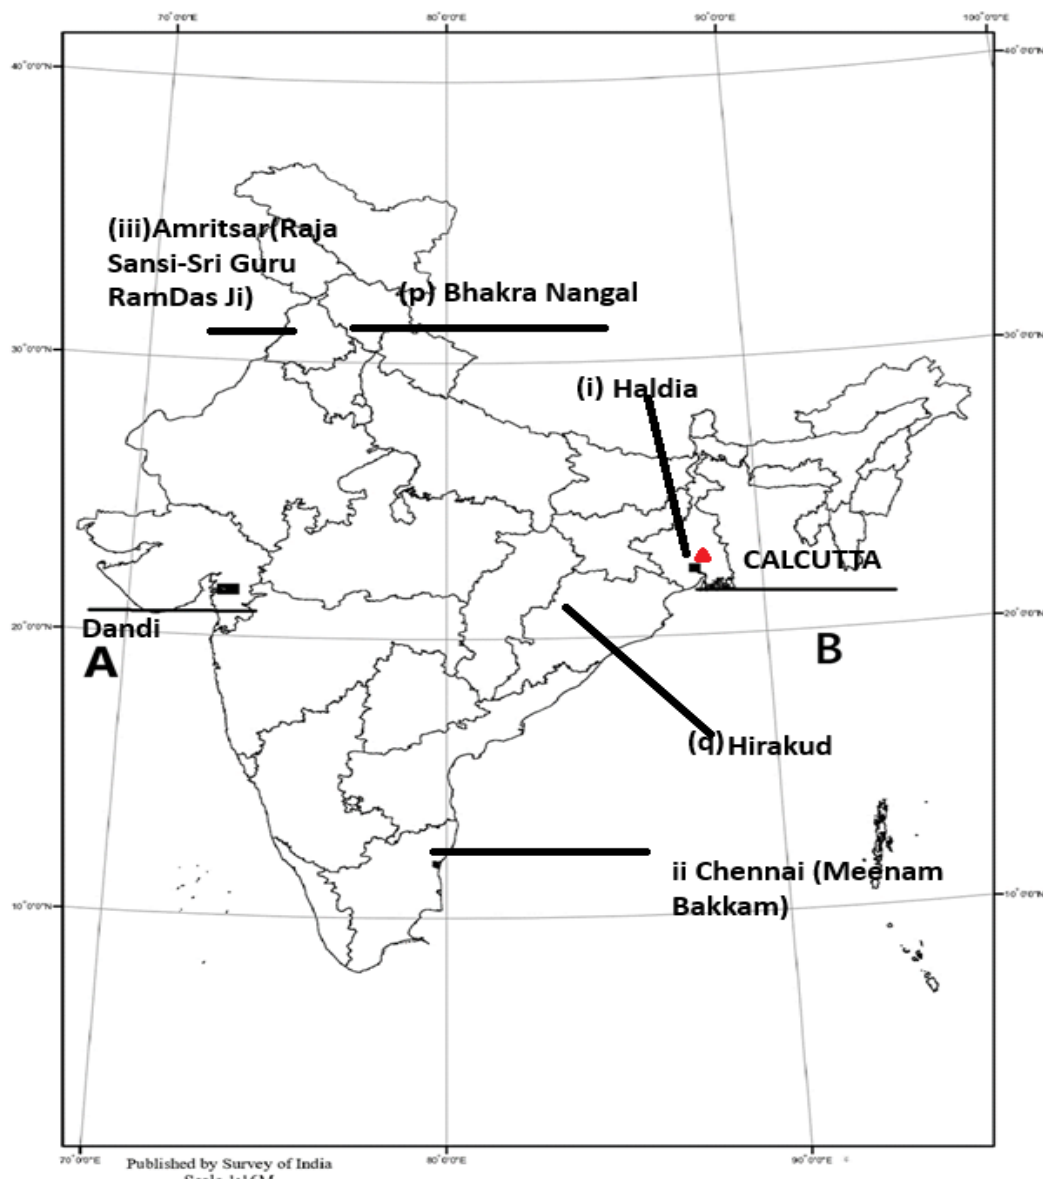 70°0'0"E 80°0'0"E 90°0'0"E 100°0'0"E
40°0'0"N 40°0'0"N
(iii)Amritsar(Raja
Sansi-Sri Guru
RamDas Ji)
(p) Bhakra Nangal
30°0'0"N 30°0'0"N
(i) Haldia
CALCUTTA
20°0'0"N 20°0'0"N
Dandi
A
B
(q) Hirakud
ii Chennai (Meenam
Bakkam)
10°0'0"N 10°0'0"N
70°0'0"E 80°0'0"E 90°0'0"E
Published by Survey of India